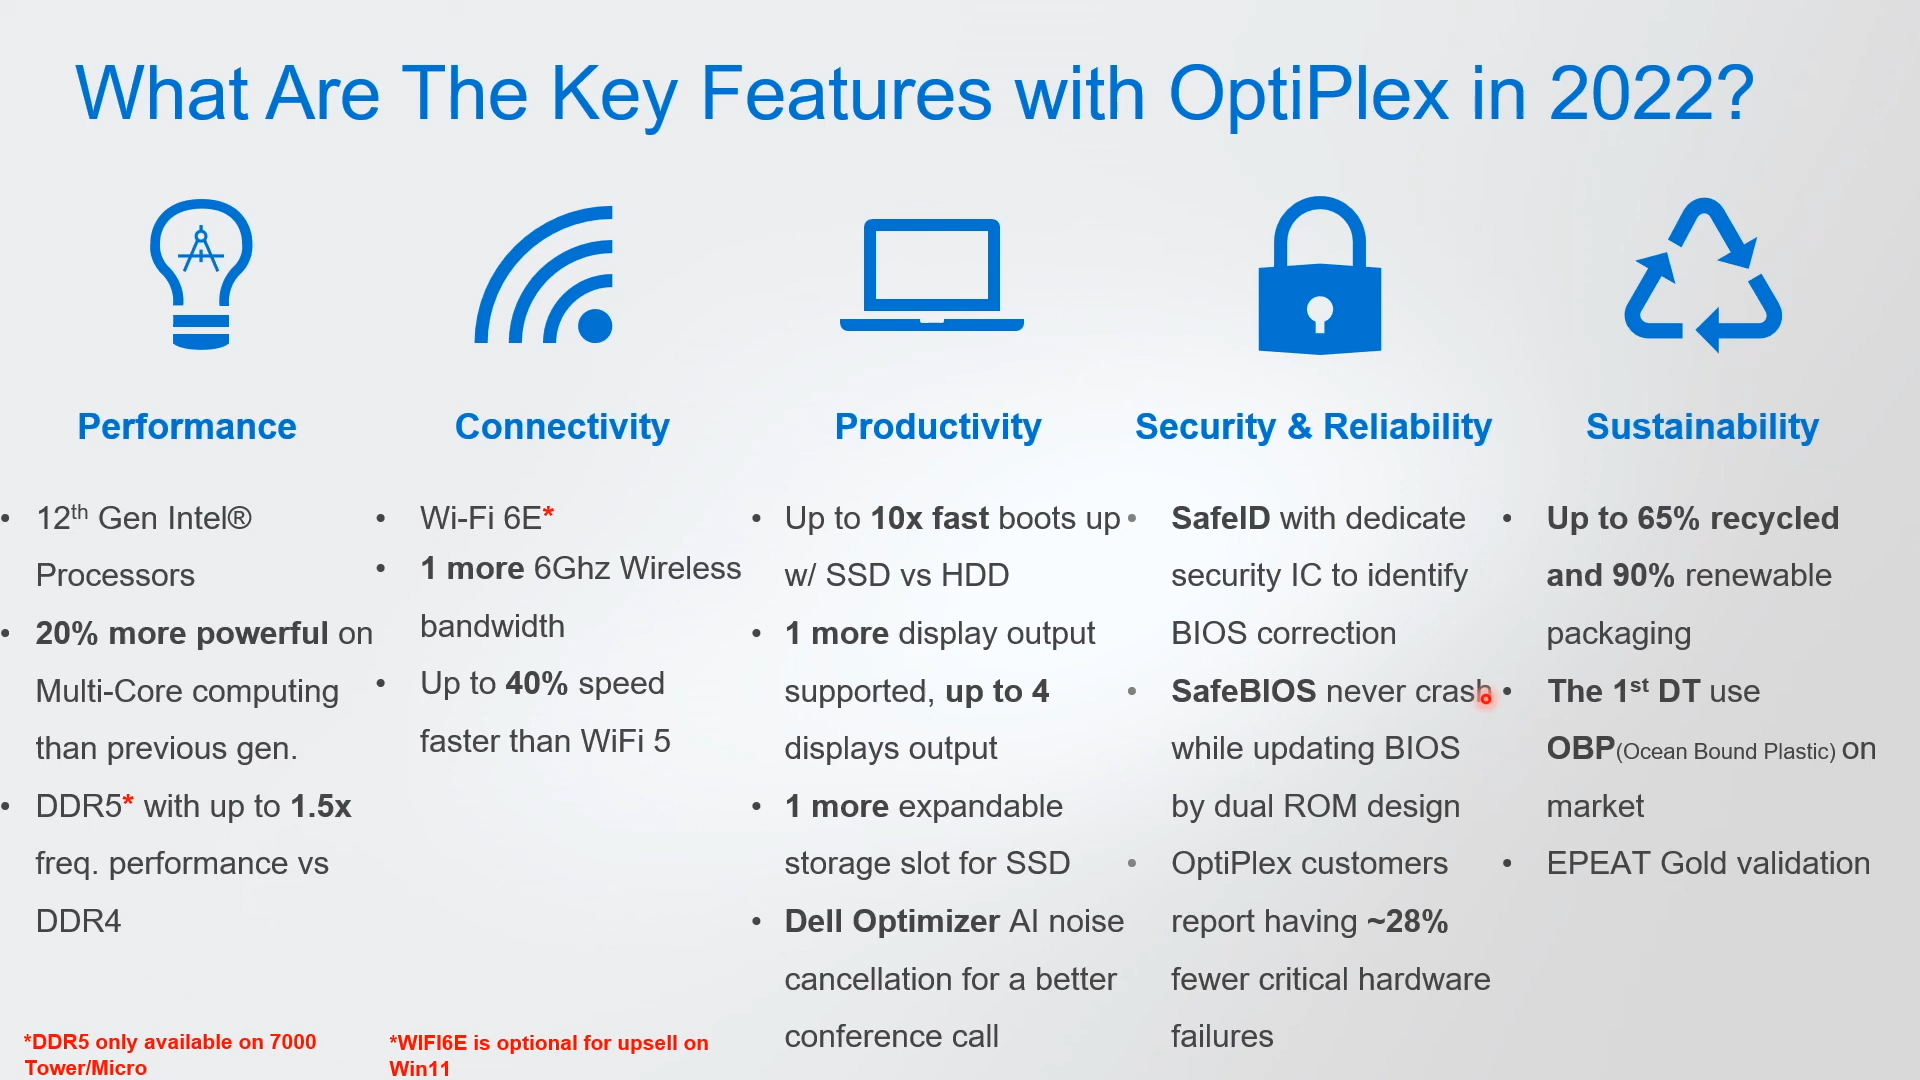 What Are The Key Features with OptiPlex in 2022?
Performance
• 12th Gen Intel®
Processors
• 20% more powerful on
Multi-Core computing
than previous gen.
• DDR5* with up to 1.5x
freq. performance vs
DDR4
*DDR5 only available on 7000
Tower/Micro
Connectivity
• Wi-Fi 6E*
• 1 more 6Ghz Wireless
bandwidth
• Up to 40% speed
faster than WiFi 5
*WIFI6E is optional for upsell on
Win11
Productivity
• Up to 10x fast boots up
w/ SSD vs HDD
• 1 more display output
supported, up to 4
displays output
• 1 more expandable
storage slot for SSD
• Dell Optimizer AI noise
cancellation for a better
conference call
Security & Reliability
• SafeID with dedicate
security IC to identify
BIOS correction
• SafeBIOS never crash
while updating BIOS
by dual ROM design
• OptiPlex customers
report having ~28%
fewer critical hardware
failures
Sustainability
• Up to 65% recycled
and 90% renewable
packaging
• The 1st DT use
OBP(Ocean Bound Plastic) on
market
• EPEAT Gold validation